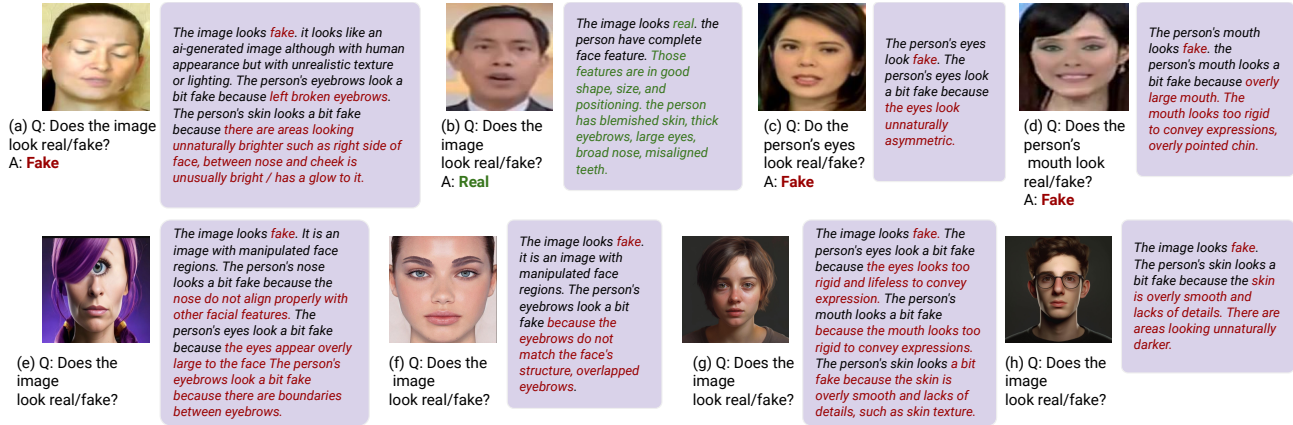 The image looks fake. it looks like an
ai-generated image although with human
appearance but with unrealistic texture
or lighting. The person's eyebrows look a
bit fake because left broken eyebrows.
The person's skin looks a bit fake
because there are areas looking
unnaturally brighter such as right side of
face, between nose and cheek is
unusually bright / has a glow to it.
(a) Q: Does the image
look real/fake?
A: Fake
The image looks real. the
person have complete
face feature. Those
features are in good
shape, size, and
positioning. the person
has blemished skin, thick
eyebrows, large eyes,
broad nose, misaligned
teeth.
(b) Q: Does the
image
look real/fake?
A: Real
The person's eyes
look fake. The
person's eyes look
a bit fake because
the eyes look
unnaturally
asymmetric.
(c) Q: Do the
person's eyes
look real/fake?
A: Fake
The person's mouth
looks fake. the
person's mouth looks a
bit fake because overly
large mouth. The
mouth looks too rigid
to convey expressions,
overly pointed chin.
(d) Q: Does the
person's
mouth look
real/fake?
A: Fake
The image looks fake. It is an
image with manipulated face
regions. The person's nose
looks a bit fake because the
nose do not align properly with
other facial features. The
person's eyes look a bit fake
because the eyes appear overly
large to the face The person's
eyebrows look a bit fake
because there are boundaries
between eyebrows.
(e) Q: Does the
image
look real/fake?
The image looks fake.
it is an image with
manipulated face
regions. The person's
eyebrows look a bit
fake because the
eyebrows do not
match the face's
structure, overlapped
eyebrows.
(f) Q: Does the
image
look real/fake?
The image looks fake. The
person's eyes look a bit fake
because the eyes looks too
rigid and lifeless to convey
expression. The person's
mouth looks a bit fake
because the mouth looks too
rigid to convey expressions.
The person's skin looks a bit
fake because the skin is
overly smooth and lacks of
details, such as skin texture.
(g) Q: Does the
image
look real/fake?
The image looks fake.
The person's skin looks a
bit fake because the skin
is overly smooth and
lacks of details. There are
areas looking unnaturally
darker.
(h) Q: Does the
image
look real/fake?